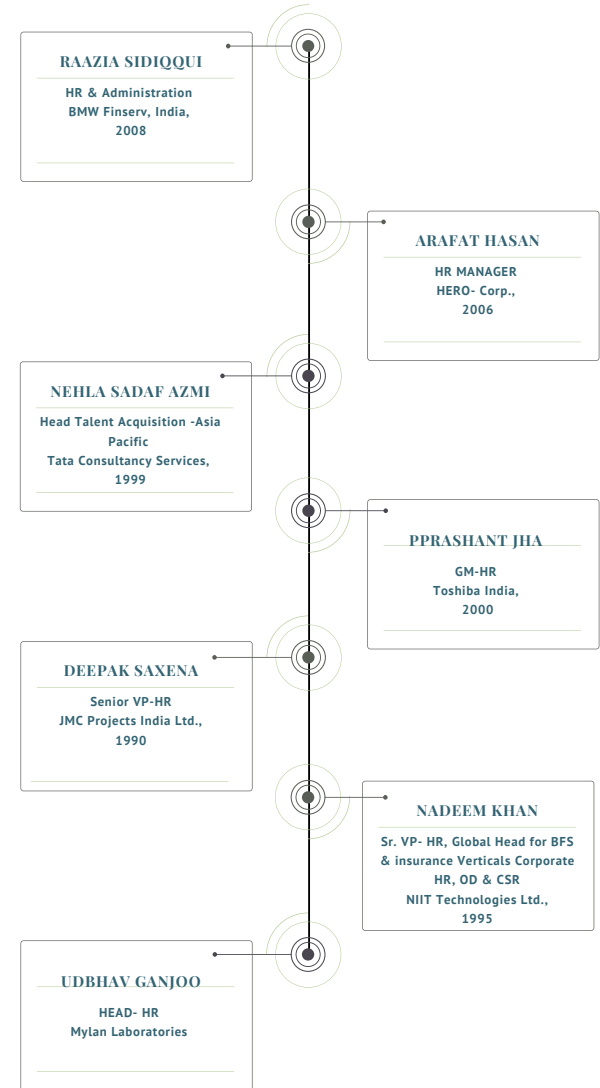 RAAZIA SIDIQQUI
HR & Administration
BMW Finserv, India,
2008
ARAFAT HASAN
HR MANAGER
HERO- Corp.,
2006
NEHLA SADAF AZMI
Head Talent Acquisition -Asia
Pacific
Tata Consultancy Services,
1999
PPRASHANT JHA
GM-HR
Toshiba India,
2000
DEEPAK SAXENA
Senior VP-HR
JMC Projects India Ltd.,
1990
NADEEM KHAN
Sr. VP- HR, Global Head for BFS
& insurance Verticals Corporate
HR, OD & CSR
NIIT Technologies Ltd.,
1995
UDBHAV GANJOO
HEAD- HR
Mylan Laboratories